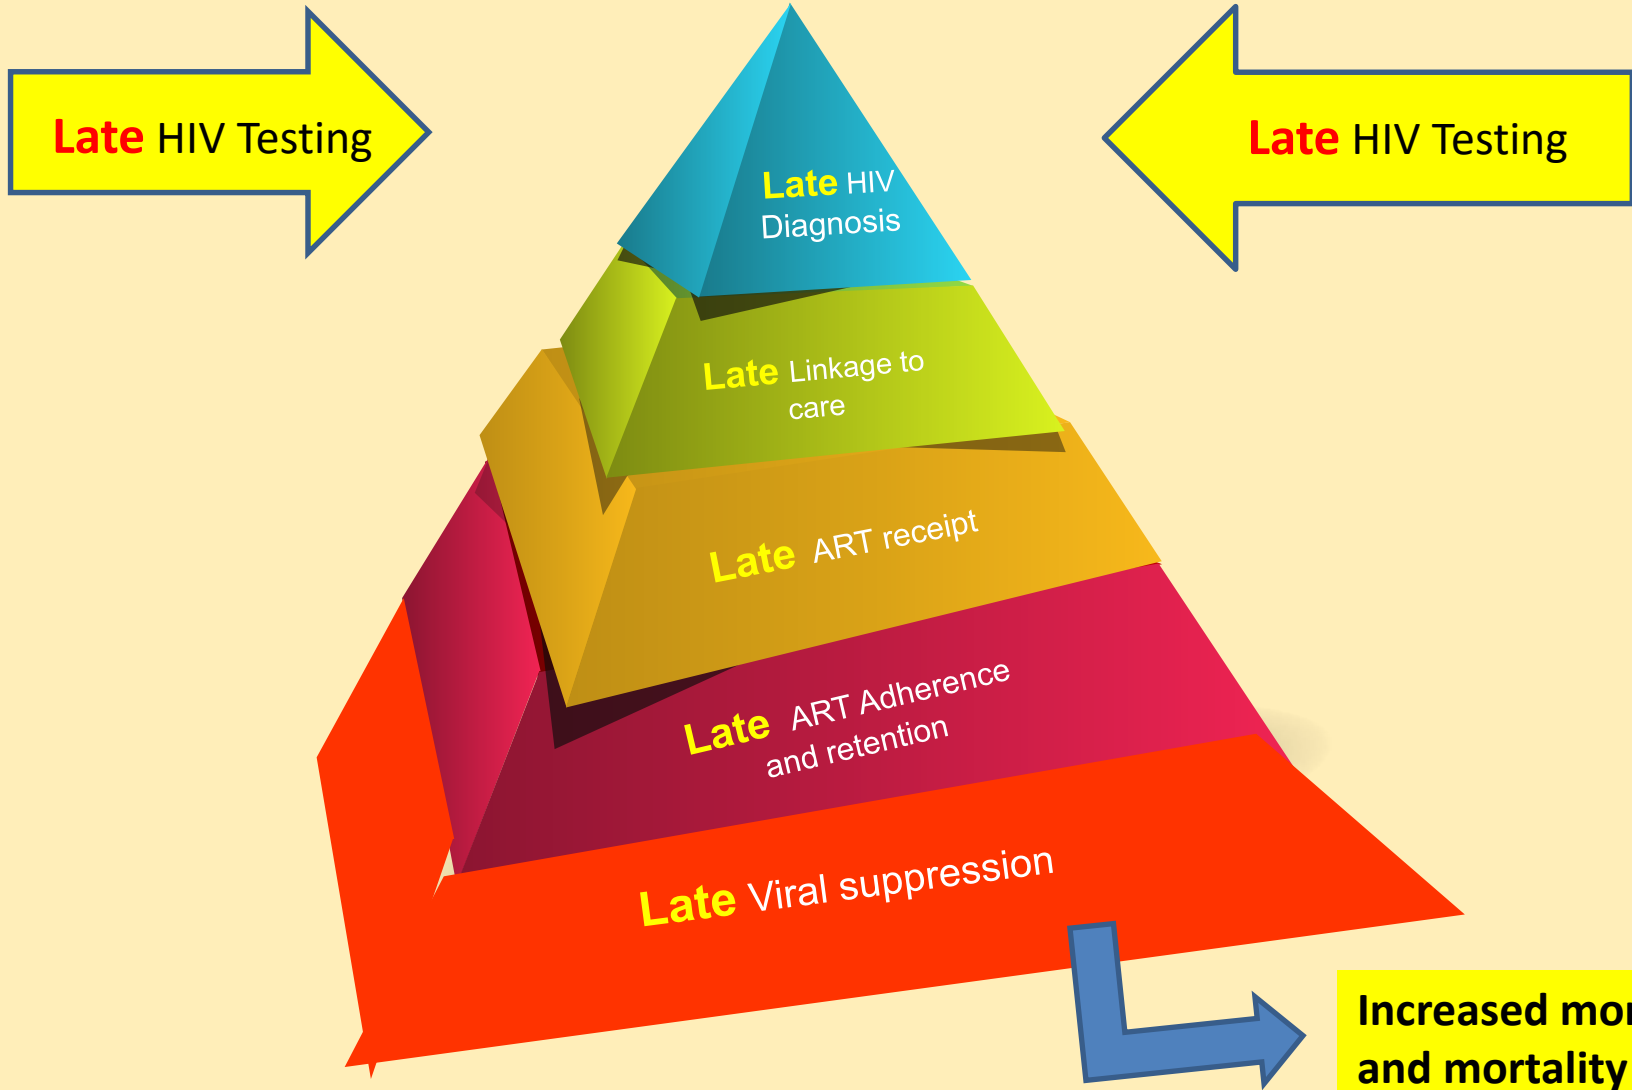 Late HIV Testing
Late HIV Testing
Late HIV
Diagnosis
Late Linkage to
care
Late ART receipt
Late ART Adherence
and retention
Late Viral suppression
Increased
and mortality